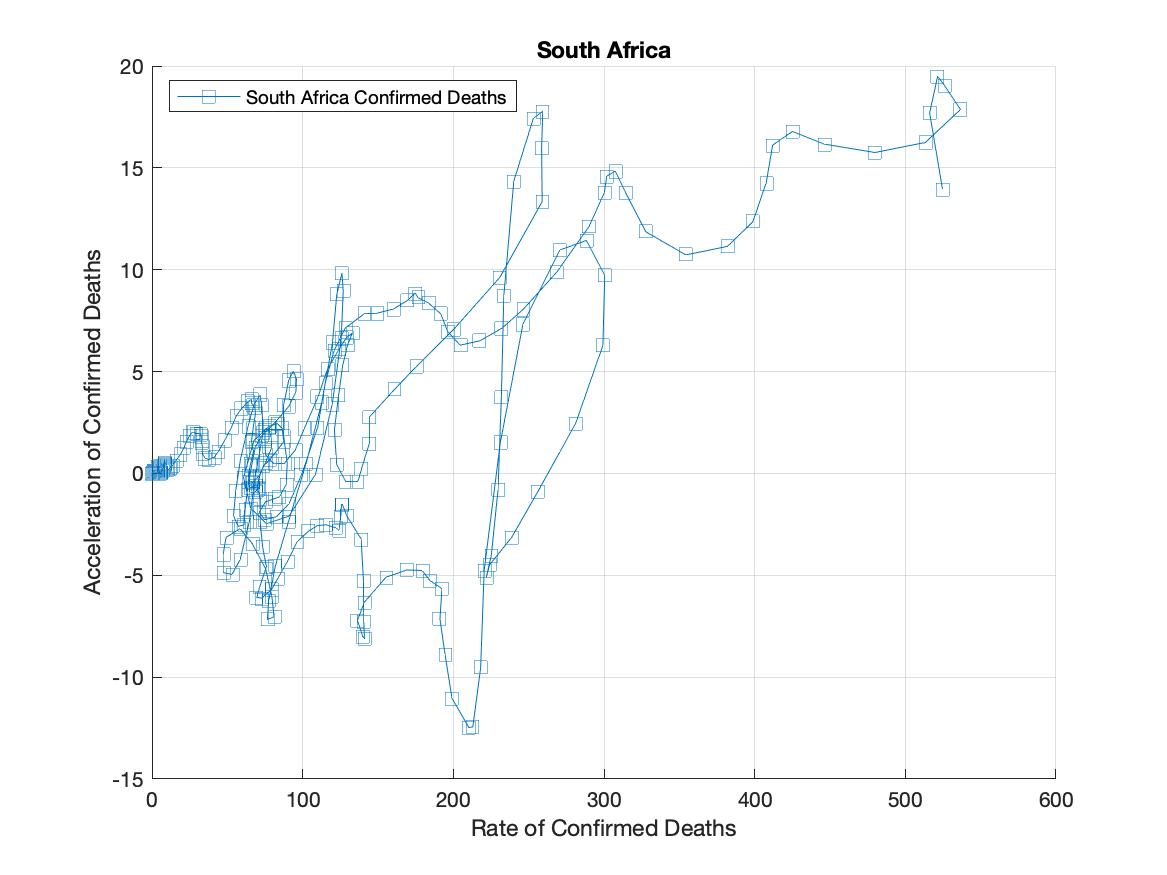 South Africa
South Africa Confirmed Deaths
20
15
10
5
0
-5
-10
-15
0 100 200 300 400 500 600
Rate of Confirmed Deaths
Acceleration of Confirmed Deaths